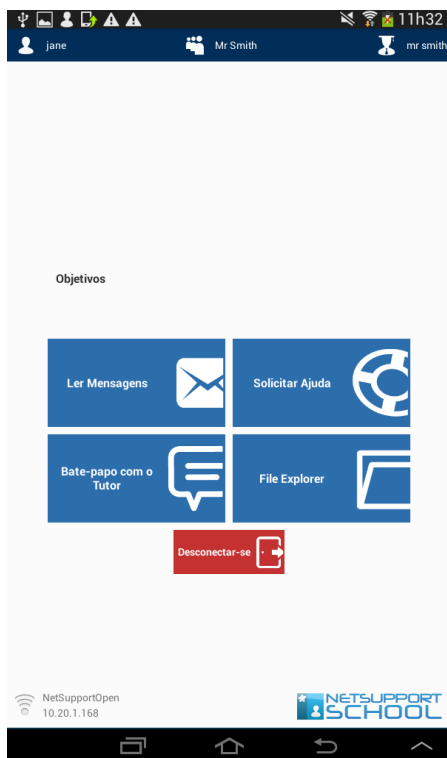 11h32
jane
Mr Smith
mr smith
Objetivos
Ler Mensagens
Solicitar Ajuda
Bate-papo com o
Tutor
File Explorer
Desconectar-se
NetSupportOpen
10.20.1.168
NETSUPPORT
SCHOOL